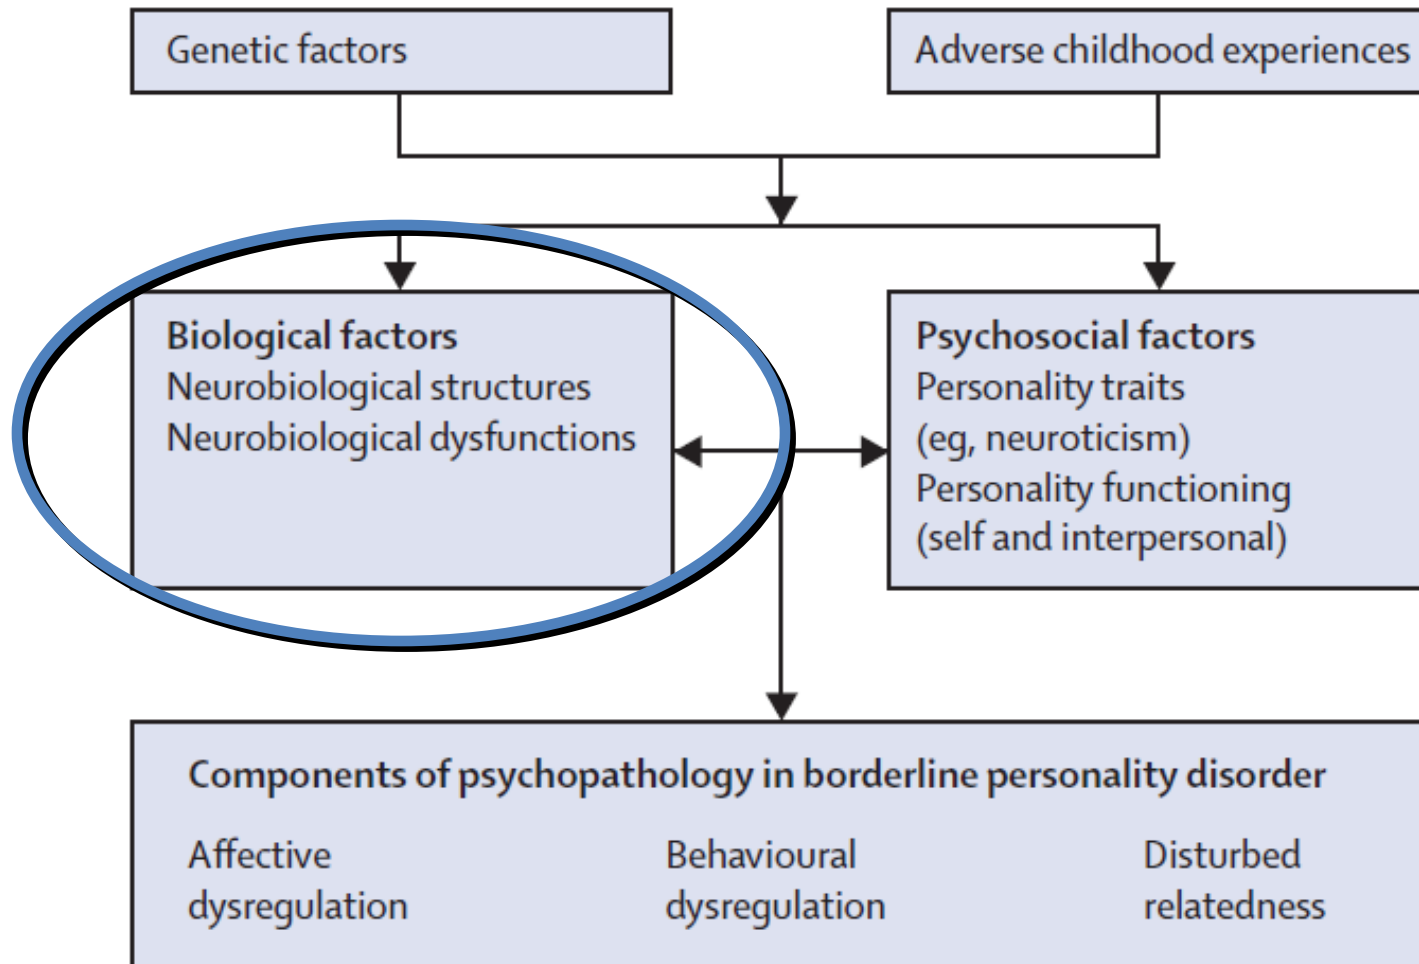 Genetic factors
Adverse childhood experiences
Biological factors
Neurobiological structures
Neurobiological dysfunctions
Psychosocial factors
Personality traits
(eg, neuroticism)
Personality functioning
(self and interpersonal)
Components of psychopathology in borderline personality disorder
Affective
dysregulation
Behavioural
dysregulation
Disturbed
relatedness